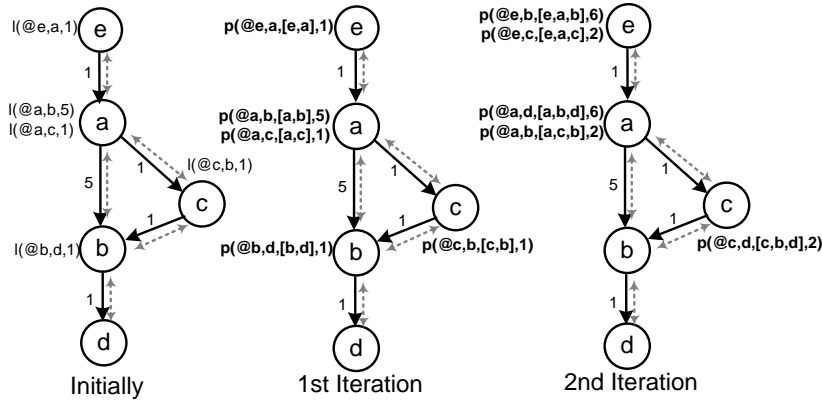 l(@e,a,1)
e
1
l(@a,b,5)
l(@a,c,1)
a
l(@c,b,1)
1
5
c
1
l(@b,d,1)
b
1
d
Initially
p(@e,a,[e,a],1)
e
1
p(@a,b,[a,b],5)
p(@a,c,[a,c],1)
a
1
5
c
1
p(@b,d,[b,d],1)
b
p(@c,b,[c,b],1)
1
d
1st Iteration
p(@e,b,[e,a,b],6)
p(@e,c,[e,a,c],2)
e
1
p(@a,d,[a,b,d],6)
p(@a,b,[a,c,b],2)
a
1
5
c
1
b
p(@c,d,[c,b,d],2)
1
d
2nd Iteration